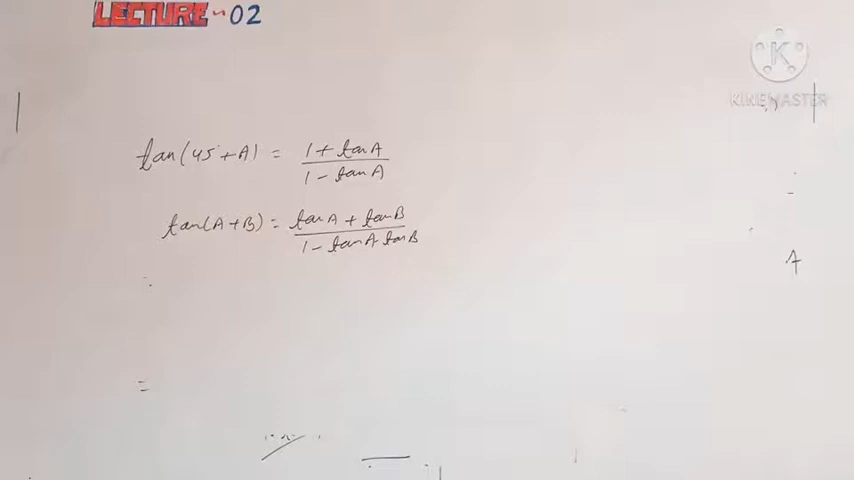 LECTURE - 02
K
KINEMASTER
tan(45°+A) = 1 + tanA / 1 - tanA
tan(A+B) = tanA + tanB / 1 - tanA tanB
A
=